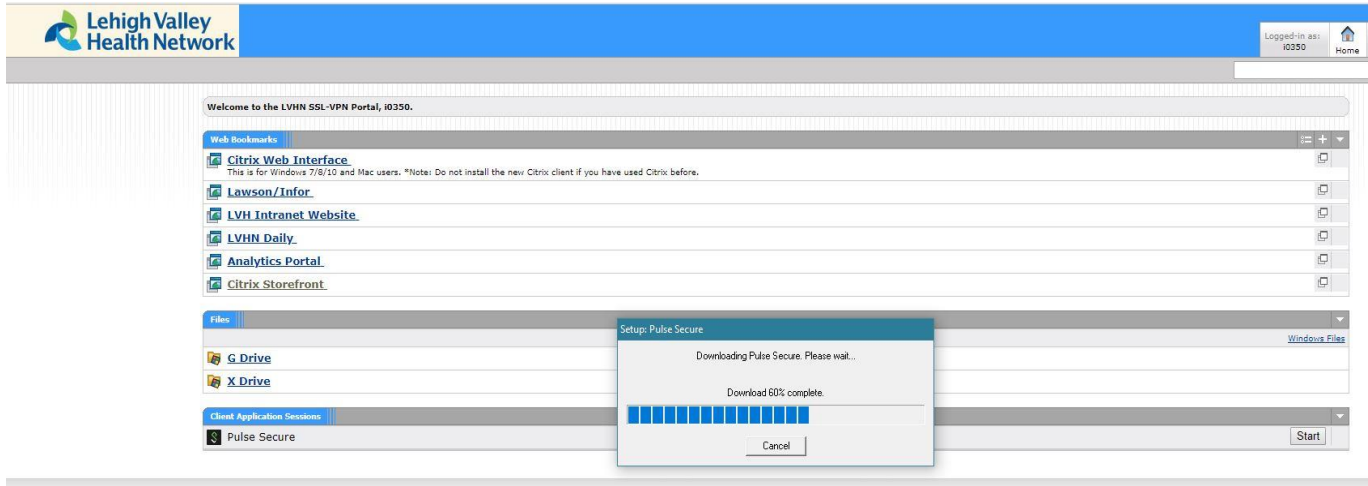 Lehigh Valley
Health Network
Logged-in as:
i0350
Home
Welcome to the LVHN SSL-VPN Portal, i0350.
Web Bookmarks
Citrix Web Interface
This is for Windows 7/8/10 and Mac users. *Note: Do not install the new Citrix client if you have used Citrix before.
Lawson/Infor
LVH Intranet Website
LVHN Daily
Analytics Portal
Citrix Storefront
Files
Windows Files
G Drive
X Drive
Client Application Sessions
Pulse Secure
Start
Setup: Pulse Secure
Downloading Pulse Secure. Please wait...
Download 60% complete.
Cancel